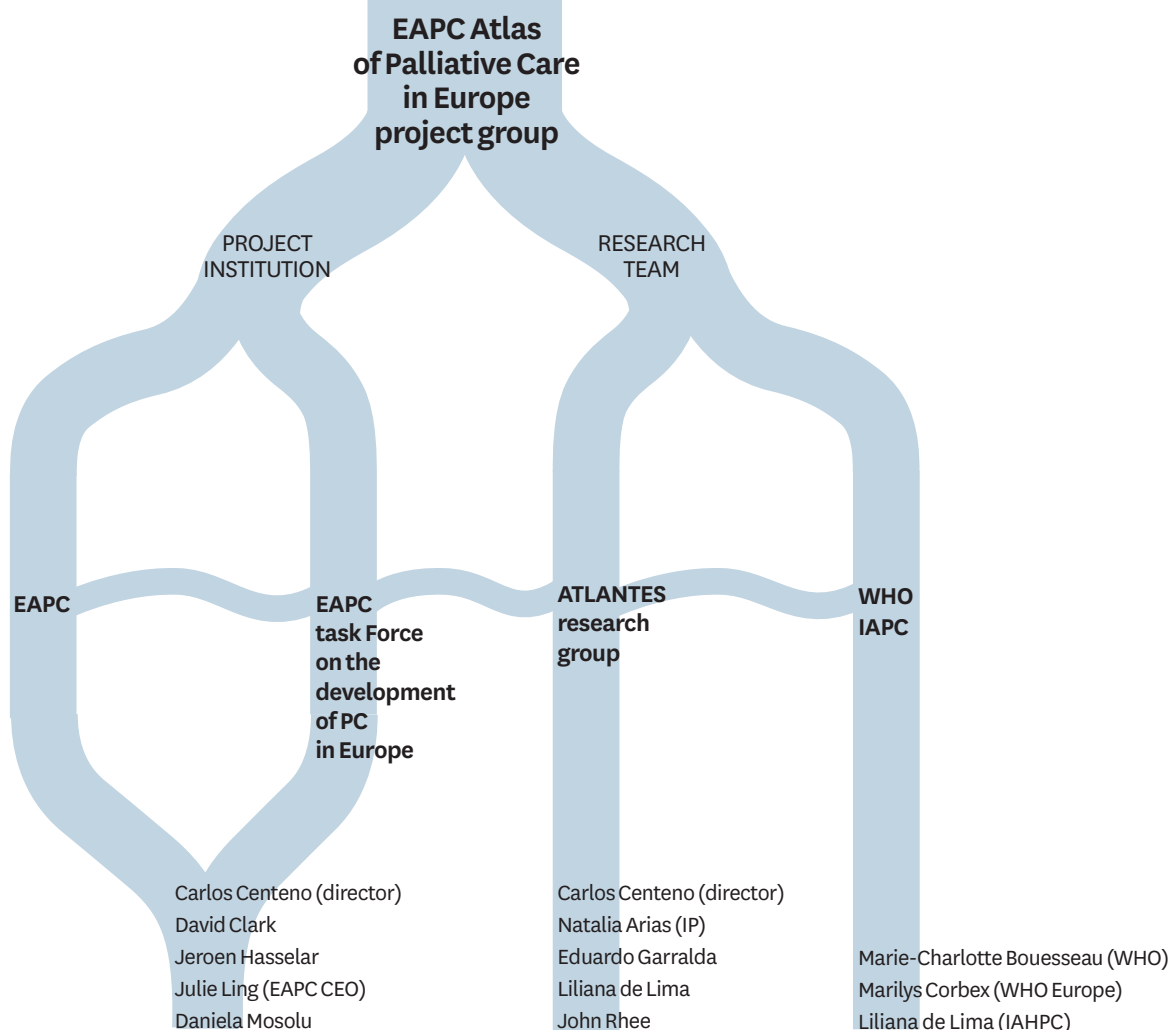 EAPC Atlas
of Palliative Care
in Europe
project group
PROJECT
INSTITUTION
RESEARCH
TEAM
EAPC
EAPC
task Force
on the
development
of PC
in Europe
ATLANTES
research
group
WHO
IAPC
Carlos Centeno (director)
David Clark
Jeroen Hasselar
Julie Ling (EAPC CEO)
Daniela Mosolu
Carlos Centeno (director)
Natalia Arias (IP)
Eduardo Garralda
Liliana de Lima
John Rhee
Marie-Charlotte Bouesseau (WHO)
Marilys Corbex (WHO Europe)
Liliana de Lima (IAHPC)